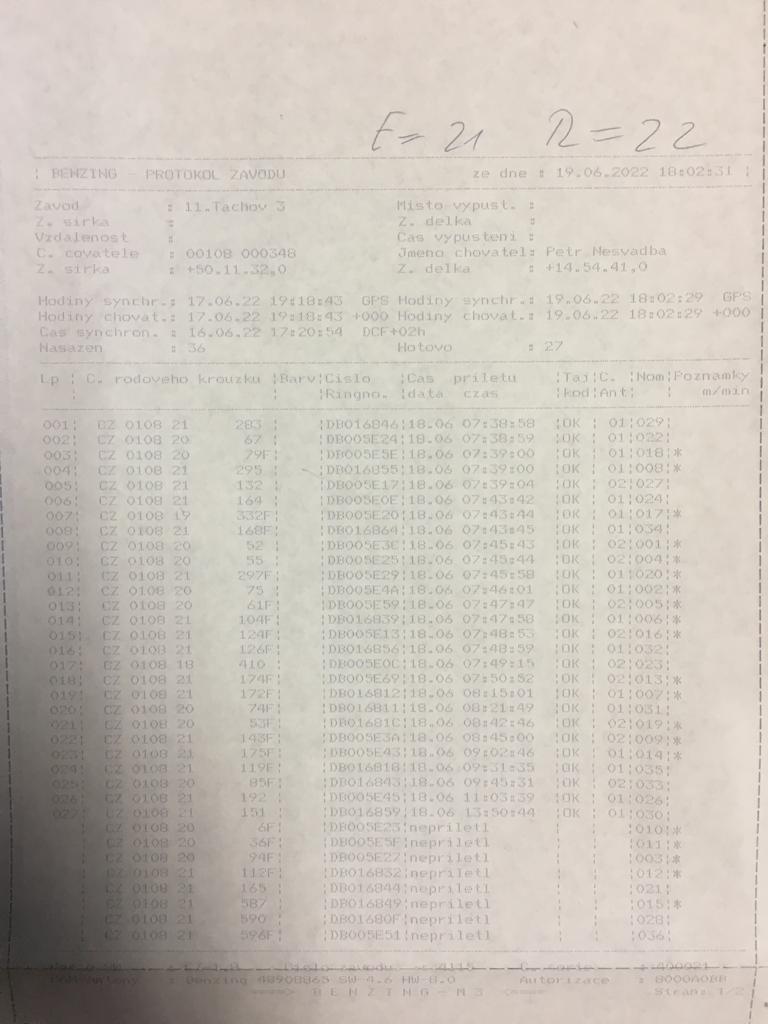 E= 21 R=22
| BENZING - PROTOKOL ZAVODU ze dne : 19.06.2022 18:02:31 |
Zavod : 11.Tachov 3 Misto vypust. :
Z. sirka : Z. delka :
Vzdalenost : Cas vypusteni :
C. covatele : 00108 000348 Jmeno chovatel: Petr Nesvadba
Z. sirka : +50.11.32,0 Z. delka : +14.54.41,0
Hodiny synchr.: 17.06.22 19:18:43 GPS Hodiny synchr.: 19.06.22 18:02:29 GPS
Hodiny chovat.: 17.06.22 19:18:43 +000 Hodiny chovat.: 19.06.22 18:02:29 +000
Cas synchron. : 16.06.22 17:20:54 DCF+02h
Nasazen : 36 Hotovo : 27
Lp | C. rodoveho krouzku |Barv|Cislo |Cas priletu |Taj|C. |Nom|Poznamky
|Ringno. |data czas |kod|Ant| | m/min
001| CZ 0108 21 283 | |DB016846|18.06 07:38:58 |OK | 01|029|
002| CZ 0108 20 67 | |DB005E24|18.06 07:38:59 |OK | 01|022|
003| CZ 0108 20 79F| |DB005E5E|18.06 07:39:00 |OK | 01|018|*
004| CZ 0108 21 295 | |DB016855|18.06 07:39:00 |OK | 01|008|*
005| CZ 0108 21 132 | |DB005E17|18.06 07:39:04 |OK | 02|027|
006| CZ 0108 21 164 | |DB005E0E|18.06 07:43:42 |OK | 01|024|
007| CZ 0108 19 332F| |DB005E20|18.06 07:43:44 |OK | 01|017|*
008| CZ 0108 21 168F| |DB016864|18.06 07:43:45 |OK | 01|034|
009| CZ 0108 20 52 | |DB005E3C|18.06 07:45:43 |OK | 02|001|*
010| CZ 0108 20 55 | |DB005E25|18.06 07:45:44 |OK | 02|004|*
011| CZ 0108 21 297F| |DB005E29|18.06 07:45:58 |OK | 01|020|*
012| CZ 0108 20 75 | |DB005E4A|18.06 07:46:01 |OK | 01|002|*
013| CZ 0108 20 61F| |DB005E59|18.06 07:47:47 |OK | 02|005|*
014| CZ 0108 21 104F| |DB016839|18.06 07:47:58 |OK | 01|006|*
015| CZ 0108 21 124F| |DB005E13|18.06 07:48:53 |OK | 02|016|*
016| CZ 0108 21 126F| |DB016856|18.06 07:48:59 |OK | 01|032|
017| CZ 0108 18 410 | |DB005E0C|18.06 07:49:15 |OK | 02|023|
018| CZ 0108 21 174F| |DB005E69|18.06 07:50:52 |OK | 02|013|*
019| CZ 0108 21 172F| |DB016812|18.06 08:15:01 |OK | 01|007|*
020| CZ 0108 20 74F| |DB016811|18.06 08:21:49 |OK | 01|031|
021| CZ 0108 20 53F| |DB01681C|18.06 08:42:46 |OK | 02|019|*
022| CZ 0108 21 143F| |DB005E3A|18.06 08:45:00 |OK | 02|009|*
023| CZ 0108 21 175F| |DB005E43|18.06 09:02:46 |OK | 01|014|*
024| CZ 0108 21 119F| |DB016818|18.06 09:31:35 |OK | 01|035|
025| CZ 0108 20 85F| |DB016843|18.06 09:45:31 |OK | 02|033|
026| CZ 0108 21 192 | |DB005E45|18.06 11:03:39 |OK | 01|026|
027| CZ 0108 21 151 | |DB016859|18.06 13:50:44 |OK | 01|030|
CZ 0108 20 6F| |DB005E23|neprilet1 | | |010|*
CZ 0108 20 36F| |DB005E5F|nepriletl | | |011|*
CZ 0108 20 94F| |DB005E22|nepriletl | | |003|*
CZ 0108 21 112F| |DB016832|nepriletl | | |012|*
CZ 0108 21 165 | |DB016844|nepriletl | | |021|
CZ 0108 21 587 | |DB016849|nepriletl | | |015|*
CZ 0108 21 590 | |DB01680F|nepriletl | | |028|
CZ 0108 21 596F| |DB005E51|nepriletl | | |036|
Benzing 48908865 SW-4.6 HW-8.0 Autorizace : 8000A0BB
====> B E N Z I N G - M 3 <==== Stran: 1/2